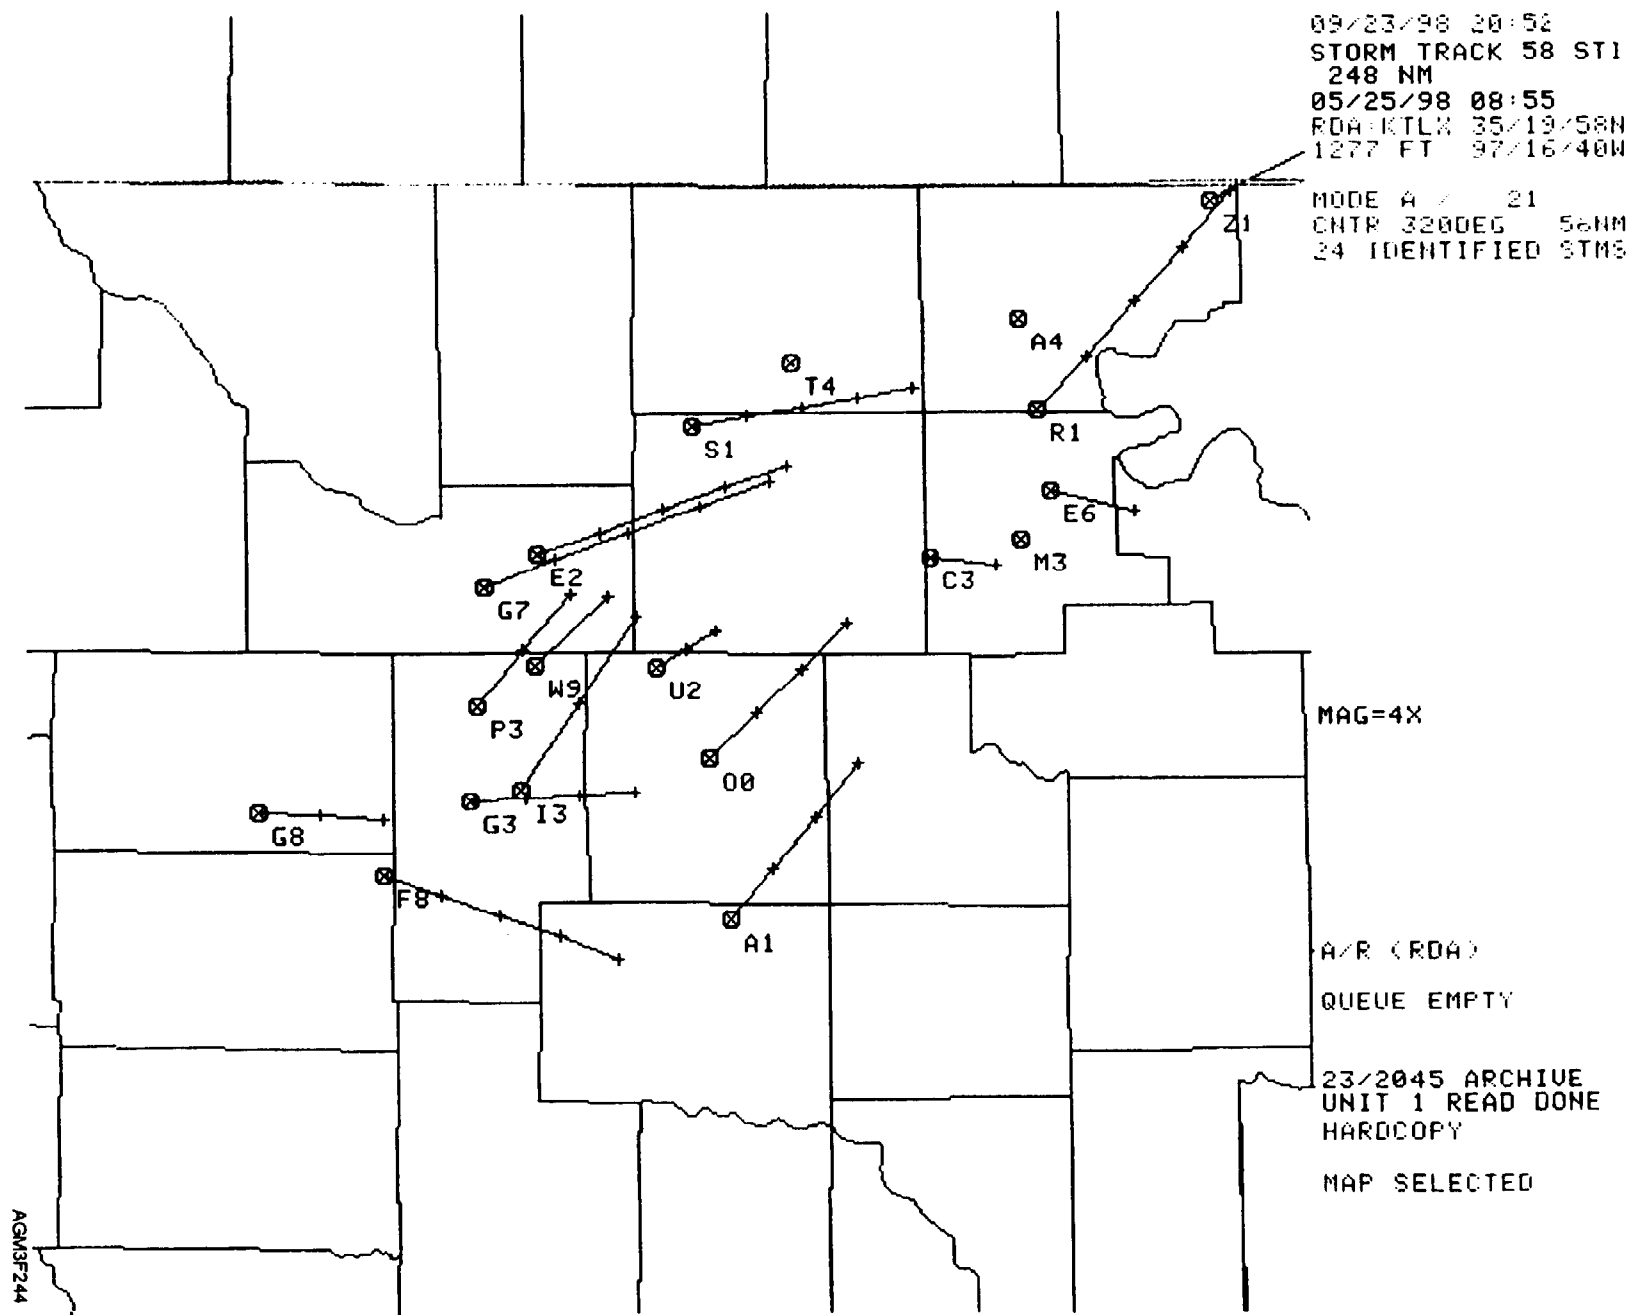 09/23/98 20:52
STORM TRACK 58 STI
248 NM
05/25/98 08:55
RDA:KTLX 35/19/58N
1277 FT 97/16/40W
MODE A / 21
CNTR 320DEG 56NM
24 IDENTIFIED STMS
Z1
A4
T4
R1
S1
E6
M3
C3
E2
G7
W9
U2
P3
MAG=4X
O0
I3
G3
G8
F8
A1
A/R (RDA)
QUEUE EMPTY
23/2045 ARCHIVE
UNIT 1 READ DONE
HARDCOPY
MAP SELECTED
AGM3F244